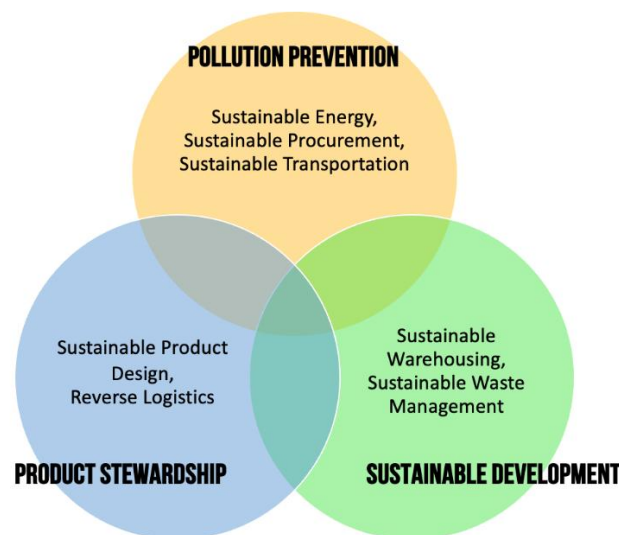 POLLUTION PREVENTION
Sustainable Energy,
Sustainable Procurement,
Sustainable Transportation
Sustainable Product
Design,
Reverse Logistics
PRODUCT STEWARDSHIP
Sustainable
Warehousing,
Sustainable Waste
Management
SUSTAINABLE DEVELOPMENT